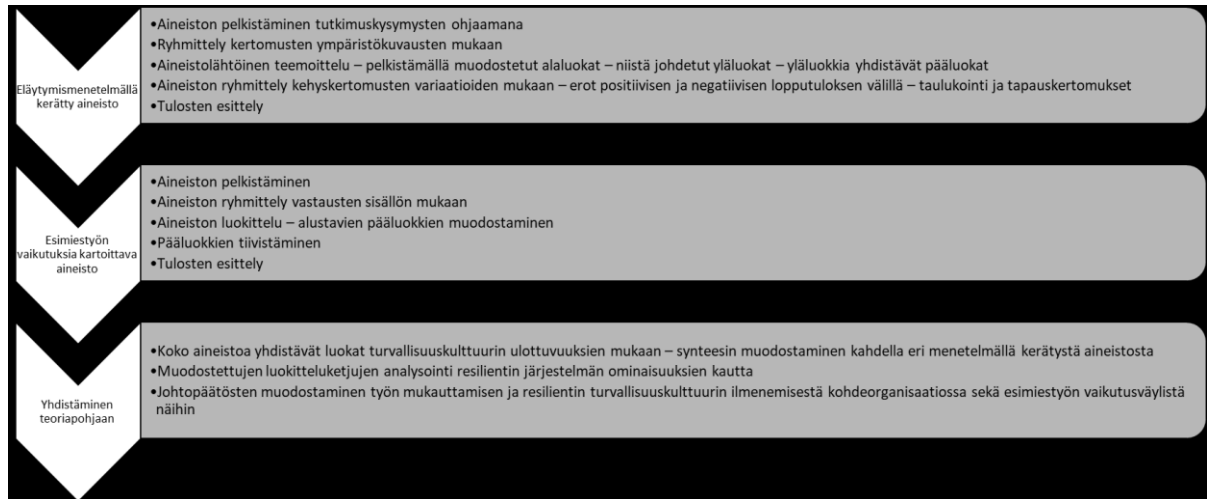 Eläytymismenetelmällä
kerätty aineisto
•Aineiston pelkistäminen tutkimuskysymysten ohjaamana
•Ryhmittely kertomusten ympäristökuvausten mukaan
•Aineistolähtöinen teemoittelu – pelkistämällä muodostetut alaluokat – niistä johdetut yläluokat – yläluokkia yhdistävät pääluokat
•Aineiston ryhmittely kehyskertomusten variaatioiden mukaan – erot positiivisen ja negatiivisen lopputuloksen välillä – taulukointi ja tapauskertomukset
•Tulosten esittely
Esimiestyön
vaikutuksia kartoittava
aineisto
•Aineiston pelkistäminen
•Aineiston ryhmittely vastausten sisällön mukaan
•Aineiston luokittelu – alustavien pääluokkien muodostaminen
•Pääluokkien tiivistäminen
•Tulosten esittely
Yhdistäminen
teoriapohjaan
•Koko aineistoa yhdistävät luokat turvallisuuskulttuurin ulottuvuuksien mukaan – synteesin muodostaminen kahdella eri menetelmällä kerätystä aineistosta
•Muodostettujen luokitteluketjujen analysointi resilientin järjestelmän ominaisuuksien kautta
•Johtopäätösten muodostaminen työn mukauttamisen ja resilientin turvallisuuskulttuurin ilmenemisestä kohdeorganisaatiossa sekä esimiestyön vaikutusväylistä
näihin